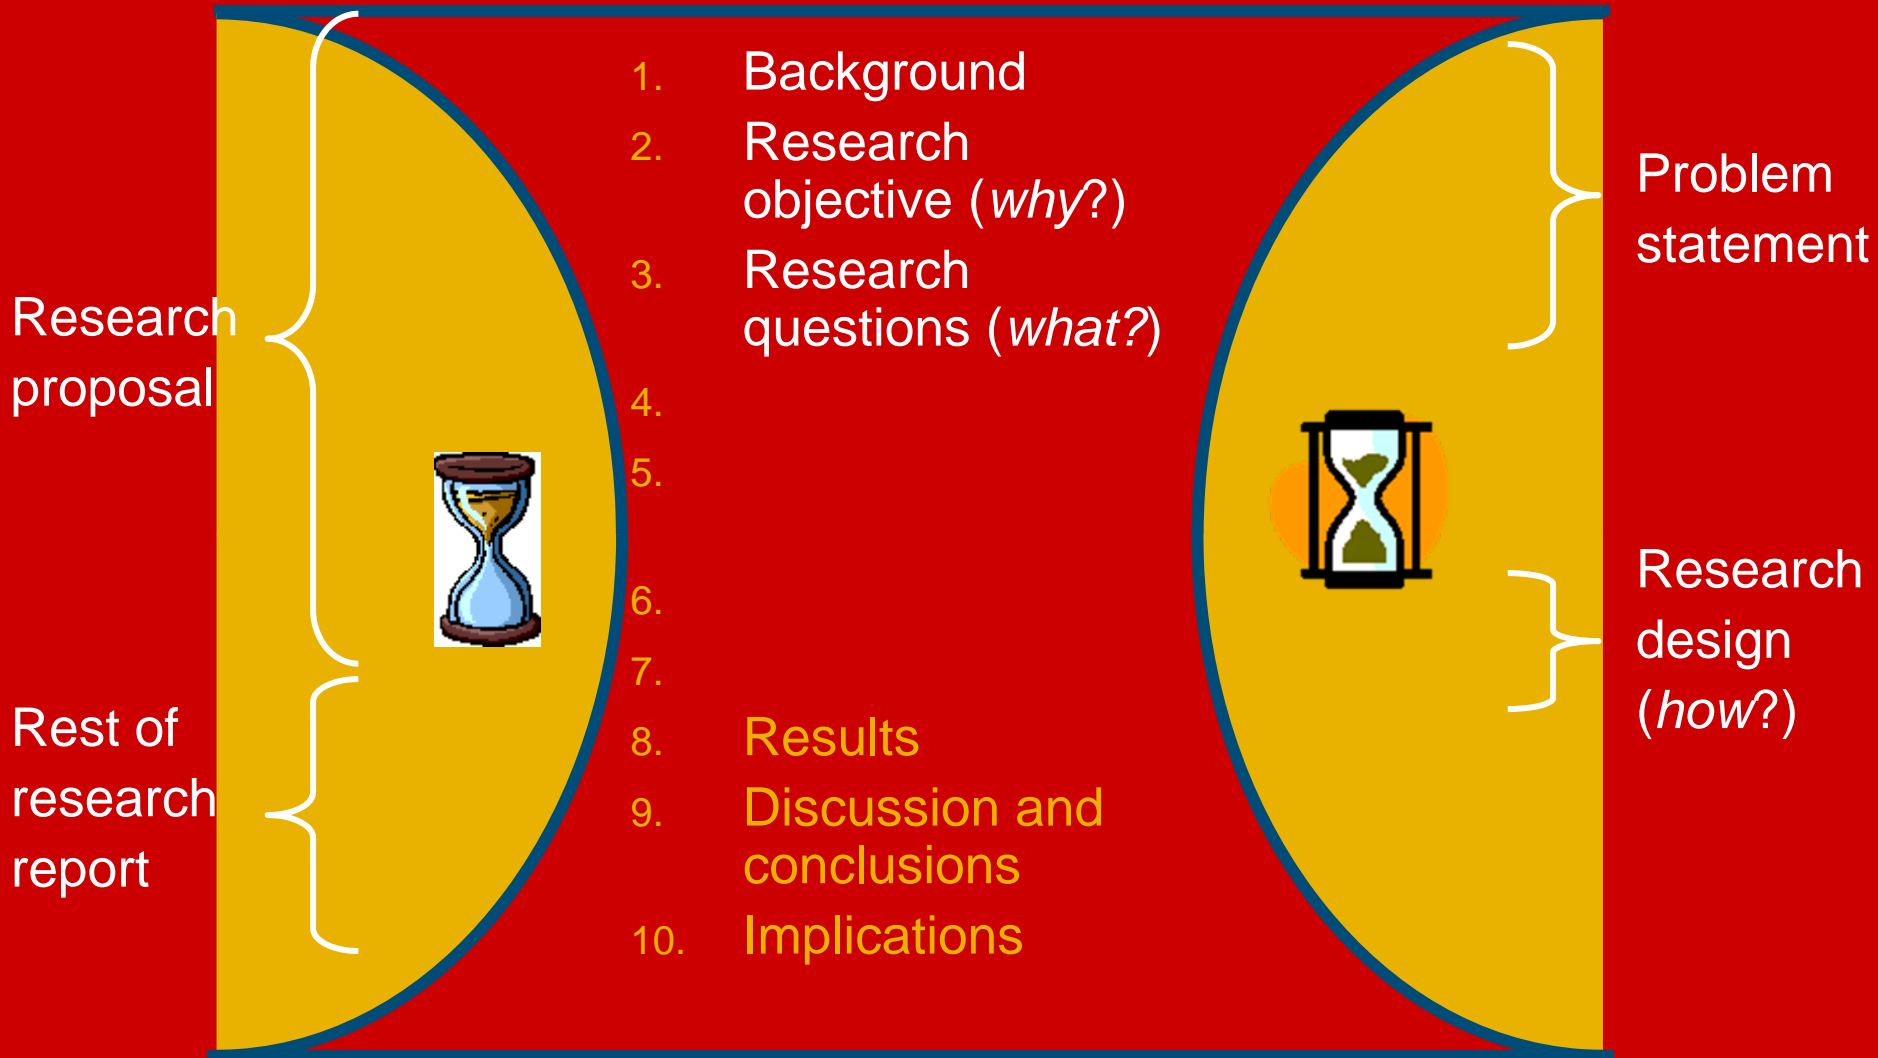 Research
proposal
Rest of
research
report
1. Background
2. Research
objective (why?)
3. Research
questions (what?)
4.
5.
6.
7.
8. Results
9. Discussion and
conclusions
10. Implications
Problem
statement
Research
design
(how?)